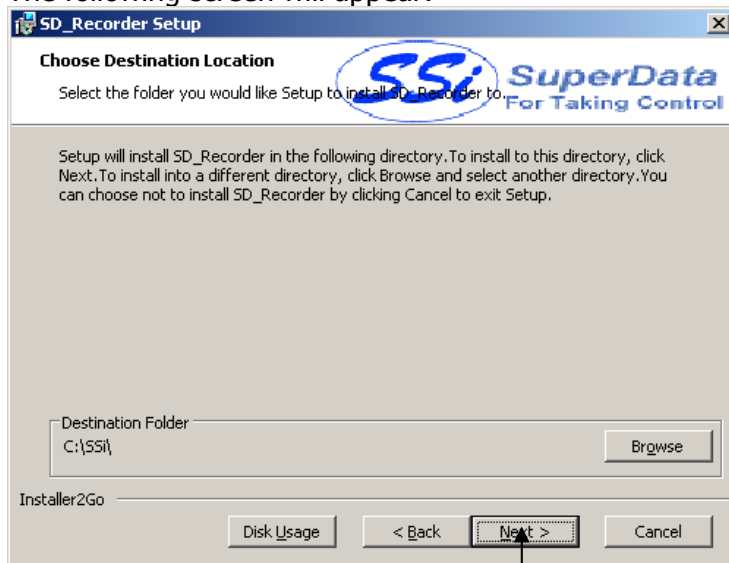 The following screen will appear:
SD_Recorder Setup
Choose Destination Location
Select the folder you would like Setup to install SD_Recorder to.
SSi
SuperData
For Taking Control
Setup will install SD_Recorder in the following directory.To install to this directory, click
Next.To install into a different directory, click Browse and select another directory.You
can choose not to install SD_Recorder by clicking Cancel to exit Setup.
Destination Folder
C:\SSi\
Browse
Installer2Go
Disk Usage
< Back
Next >
Cancel